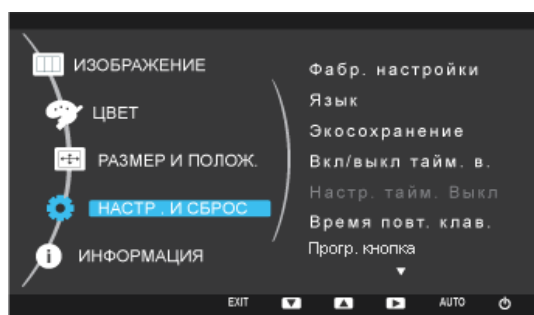 ИЗОБРАЖЕНИЕ
ЦВЕТ
РАЗМЕР И ПОЛОЖ.
НАСТР . И СБРОС
ИНФОРМАЦИЯ
Фабр. настройки
Язык
Экосохранение
Вкл/выкл тайм. в.
Настр. тайм. Выкл
Время повт. клав.
Прогр. кнопка
EXIT AUTO